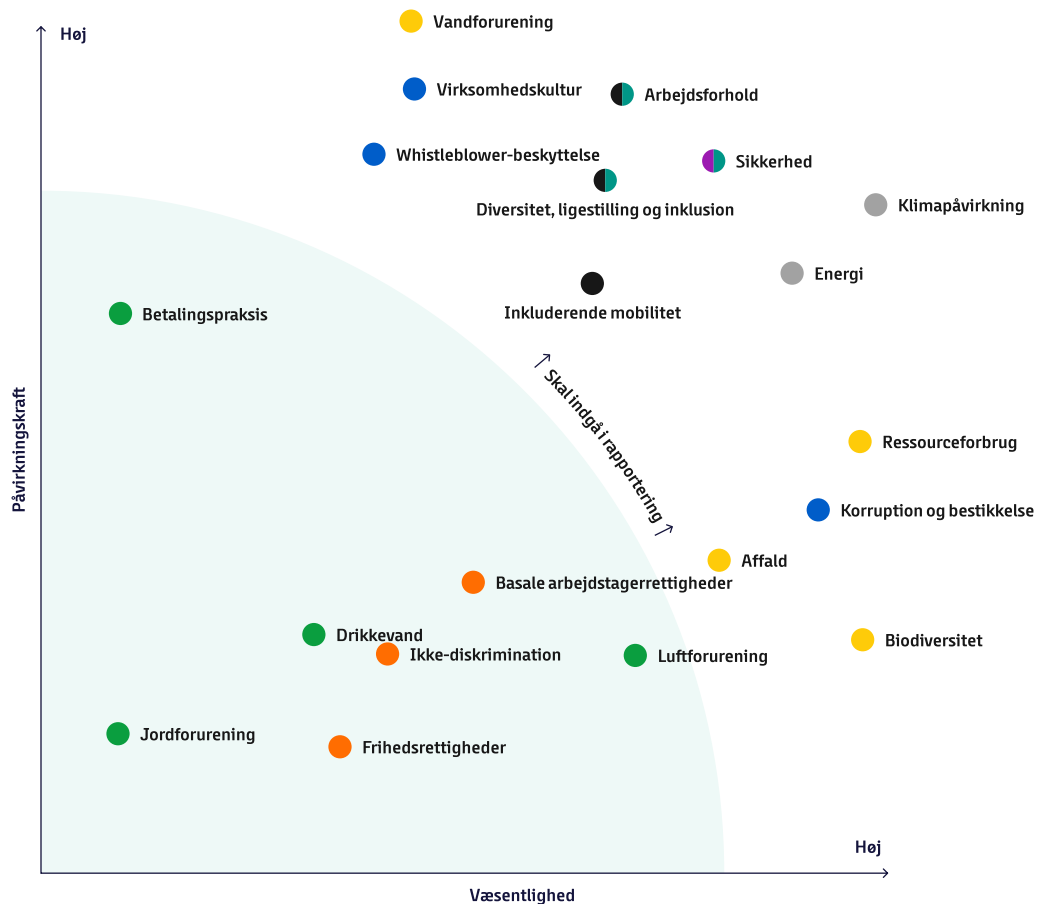 Vandforurening
Høj
Virksomhedskultur
Arbejdsforhold
Whistleblower-beskyttelse
Sikkerhed
Diversitet, ligestilling og inklusion
Klimapåvirkning
Energi
Inkluderende mobilitet
Betalingspraksis
↑ Skal indgå i rapportering ↑
Påvirkningskraft
Ressourceforbrug
Korruption og bestikkelse
Affald
Basale arbejdstagerrettigheder
Drikkevand
Ikke-diskrimination
Luftforurening
Biodiversitet
Jordforurening
Frihedsrettigheder
Høj
Væsentlighed